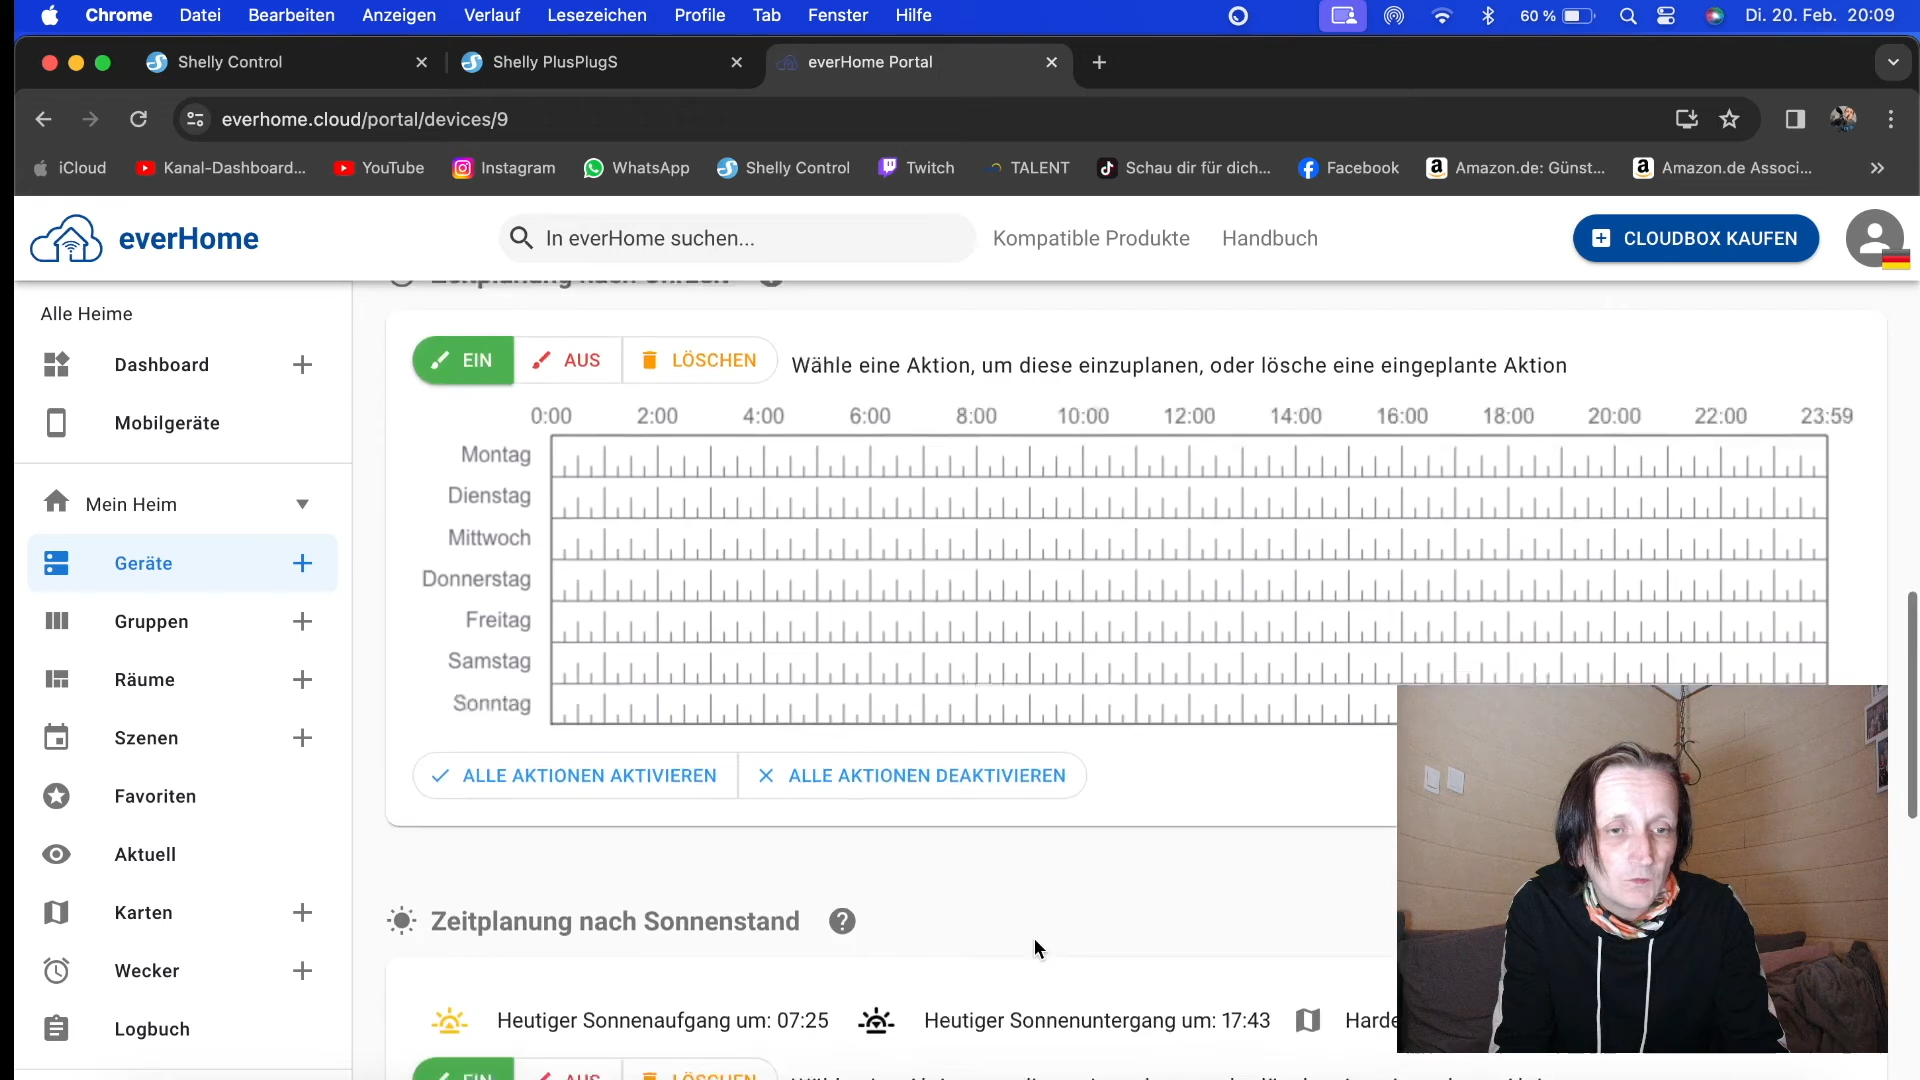 Chrome Datei Bearbeiten Anzeigen Verlauf Lesezeichen Profile Tab Fenster Hilfe 60 % Di. 20. Feb. 20:09
Shelly Control Shelly PlusPlugS everHome Portal
everhome.cloud/portal/devices/9
iCloud Kanal-Dashboard... YouTube Instagram WhatsApp Shelly Control Twitch TALENT Schau dir für dich... Facebook Amazon.de: Günst... Amazon.de Associ...
everHome In everHome suchen... Kompatible Produkte Handbuch CLOUDBOX KAUFEN
Alle Heime
Dashboard
Mobilgeräte
Mein Heim
Geräte
Gruppen
Räume
Szenen
Favoriten
Aktuell
Karten
Wecker
Logbuch
Zeitplanung nach Uhrzeit
EIN AUS LÖSCHEN Wähle eine Aktion, um diese einzuplanen, oder lösche eine eingeplante Aktion
0:00 2:00 4:00 6:00 8:00 10:00 12:00 14:00 16:00 18:00 20:00 22:00 23:59
Montag
Dienstag
Mittwoch
Donnerstag
Freitag
Samstag
Sonntag
ALLE AKTIONEN AKTIVIEREN ALLE AKTIONEN DEAKTIVIEREN
Zeitplanung nach Sonnenstand
Heutiger Sonnenaufgang um: 07:25 Heutiger Sonnenuntergang um: 17:43 Harde
EIN AUS LÖSCHEN